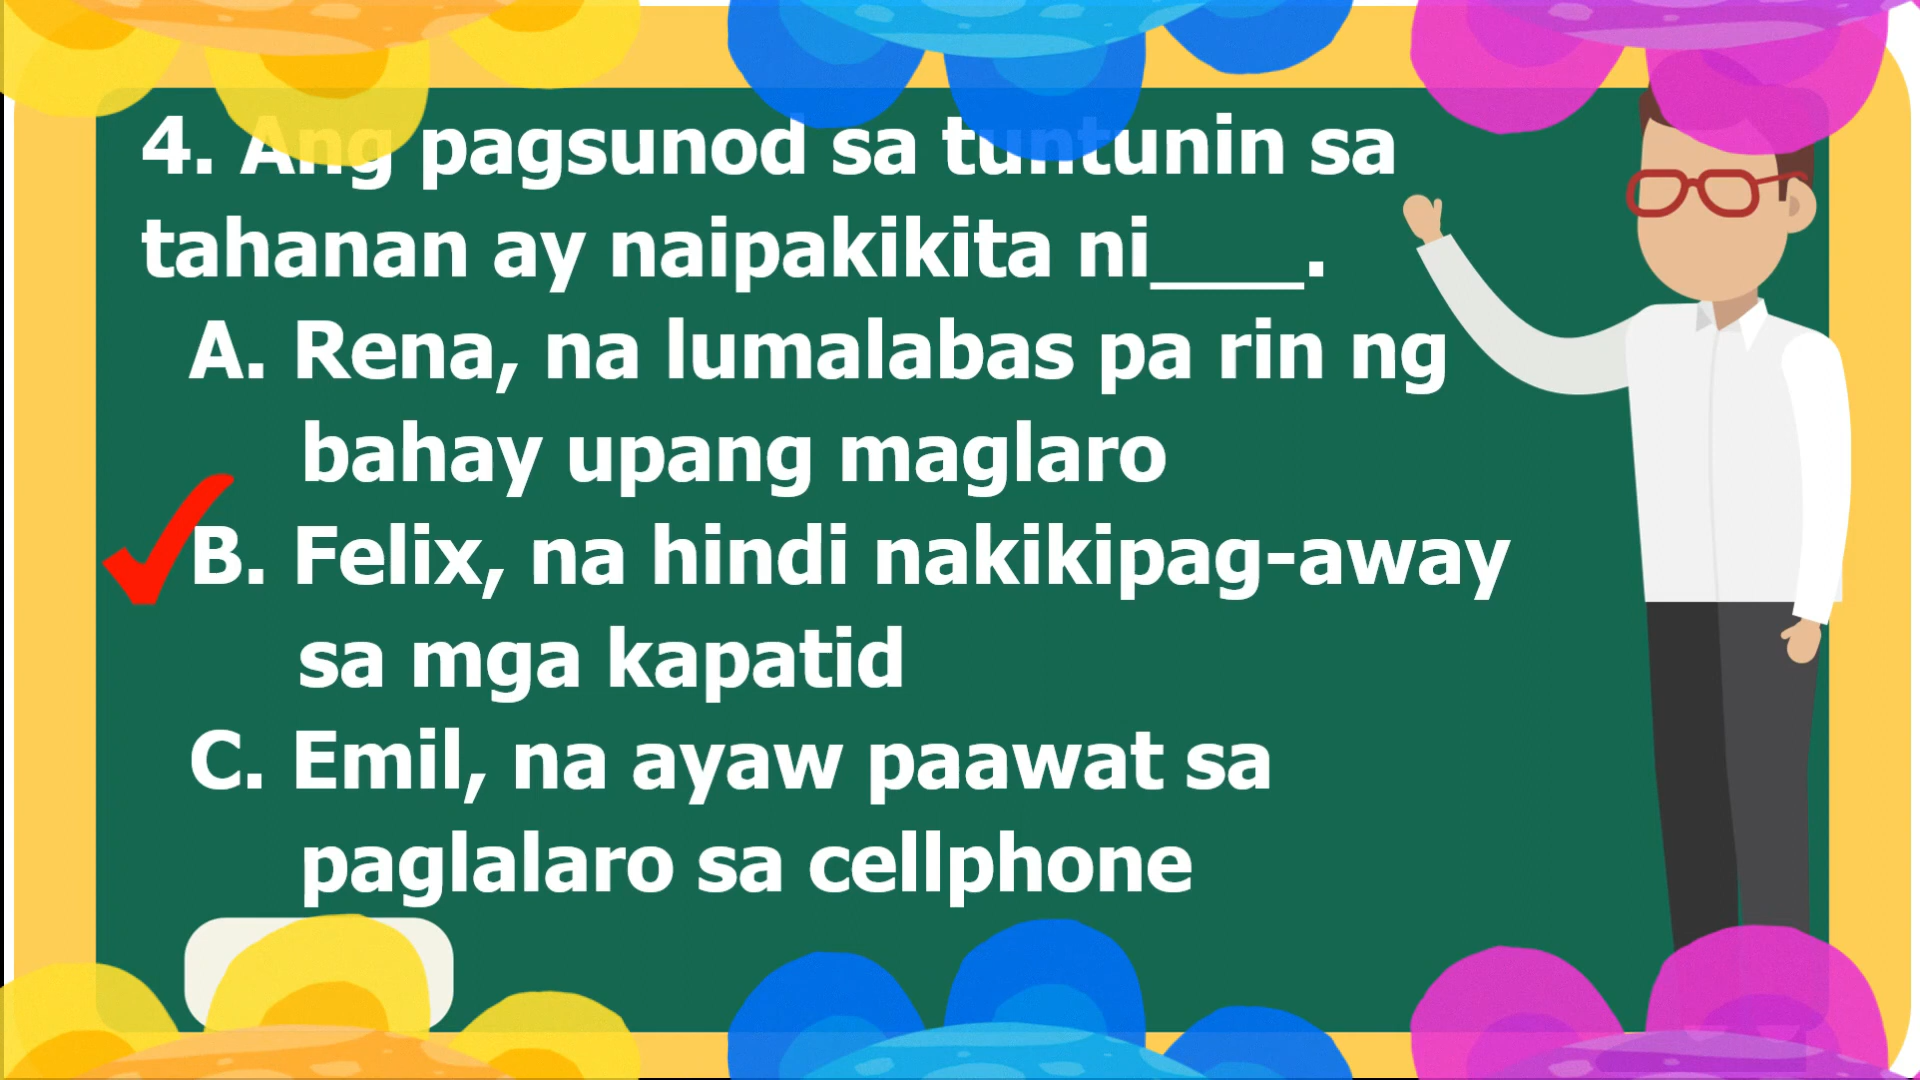 4. Ang pagsunod sa tuntunin sa
tahanan ay naipakikita ni____.
A. Rena, na lumalabas pa rin ng
bahay upang maglaro
B. Felix, na hindi nakikipag-away
sa mga kapatid
C. Emil, na ayaw paawat sa
paglalaro sa cellphone